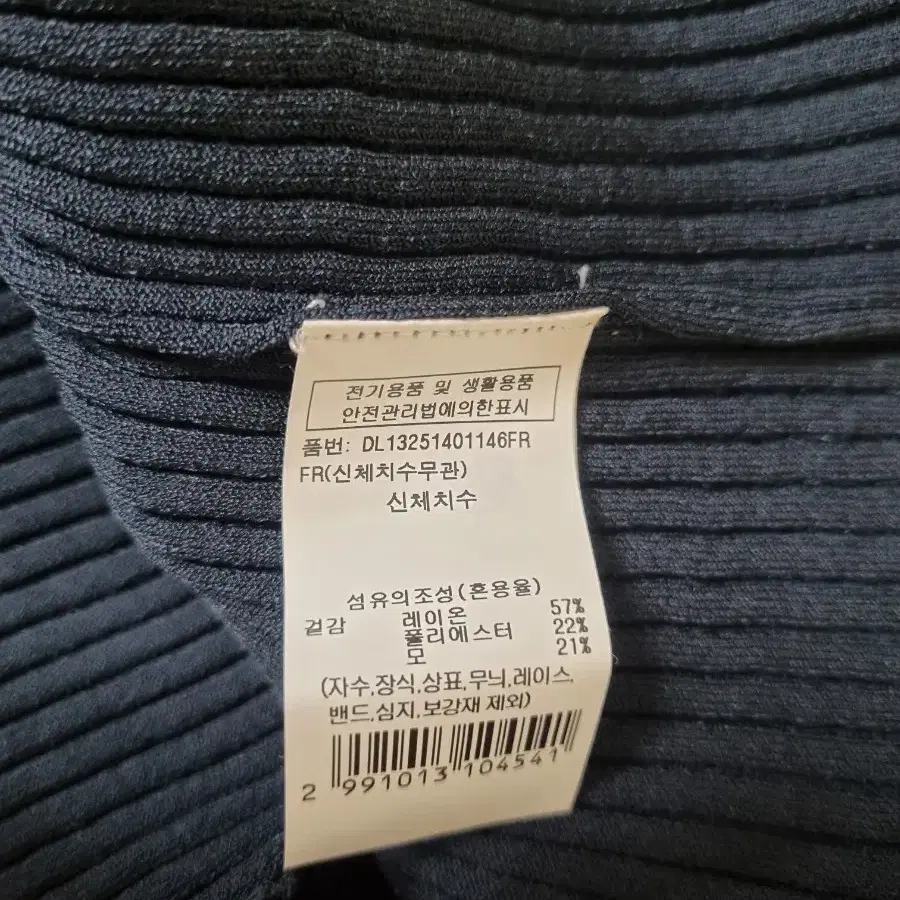 전기용품 및 생활용품
안전관리법에의한표시
품번: DL13251401146FR
FR(신체치수무관)
신체치수
섬유의조성(혼용율)
겉감 레이온 57%
폴리에스터 22%
모 21%
(자수,장식,상표,무늬,레이스,
밴드,심지,보강재 제외)
2 991013 104541